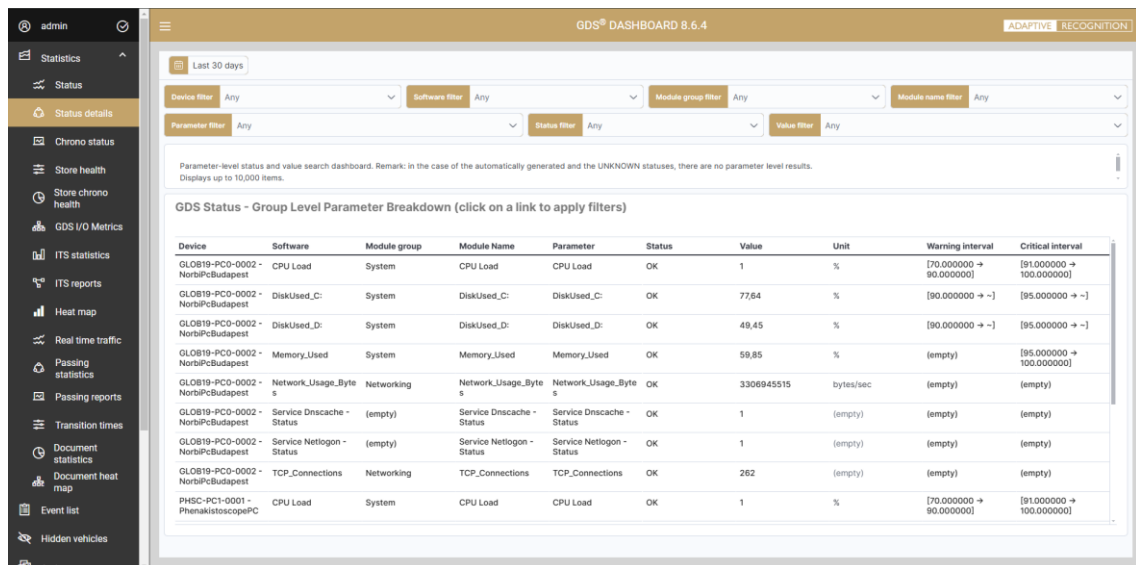 admin
GDS® DASHBOARD 8.6.4
ADAPTIVE RECOGNITION
Statistics
Status
Status details
Chrono status
Store health
Store chrono
health
GDS I/O Metrics
ITS statistics
ITS reports
Heat map
Real time traffic
Passing
statistics
Passing reports
Transition times
Document
statistics
Document heat
map
Event list
Hidden vehicles
Last 30 days
Device filter Any Software filter Any Module group filter Any Module name filter Any
Parameter filter Any Status filter Any Value filter Any
Parameter-level status and value search dashboard. Remark: in the case of the automatically generated and the UNKNOWN statuses, there are no parameter level results.
Displays up to 10,000 items.
GDS Status - Group Level Parameter Breakdown (click on a link to apply filters)
Device Software Module group Module Name Parameter Status Value Unit Warning interval Critical interval
GLOB19-PC0-0002 - CPU Load System CPU Load CPU Load OK 1 % [70.000000 → [91.000000 →
NorbiPcBudapest 90.000000] 100.000000]
GLOB19-PC0-0002 - DiskUsed_C: System DiskUsed_C: DiskUsed_C: OK 77,64 % [90.000000 → ~] [95.000000 → ~]
NorbiPcBudapest
GLOB19-PC0-0002 - DiskUsed_D: System DiskUsed_D: DiskUsed_D: OK 49,45 % [90.000000 → ~] [95.000000 → ~]
NorbiPcBudapest
GLOB19-PC0-0002 - Memory_Used System Memory_Used Memory_Used OK 59,85 % (empty) [95.000000 →
NorbiPcBudapest 100.000000]
GLOB19-PC0-0002 - Network_Usage_Byte Networking Network_Usage_Byte Network_Usage_Byte OK 3306945515 bytes/sec (empty) (empty)
NorbiPcBudapest s s s
GLOB19-PC0-0002 - Service Dnscache - (empty) Service Dnscache - Service Dnscache - OK 1 (empty) (empty) (empty)
NorbiPcBudapest Status Status Status
GLOB19-PC0-0002 - Service Netlogon - (empty) Service Netlogon - Service Netlogon - OK 1 (empty) (empty) (empty)
NorbiPcBudapest Status Status Status
GLOB19-PC0-0002 - TCP_Connections Networking TCP_Connections TCP_Connections OK 262 (empty) (empty) (empty)
NorbiPcBudapest
PHSC-PC1-0001 - CPU Load System CPU Load CPU Load OK 1 % [70.000000 → [91.000000 →
PhenakistoscopePC 90.000000] 100.000000]